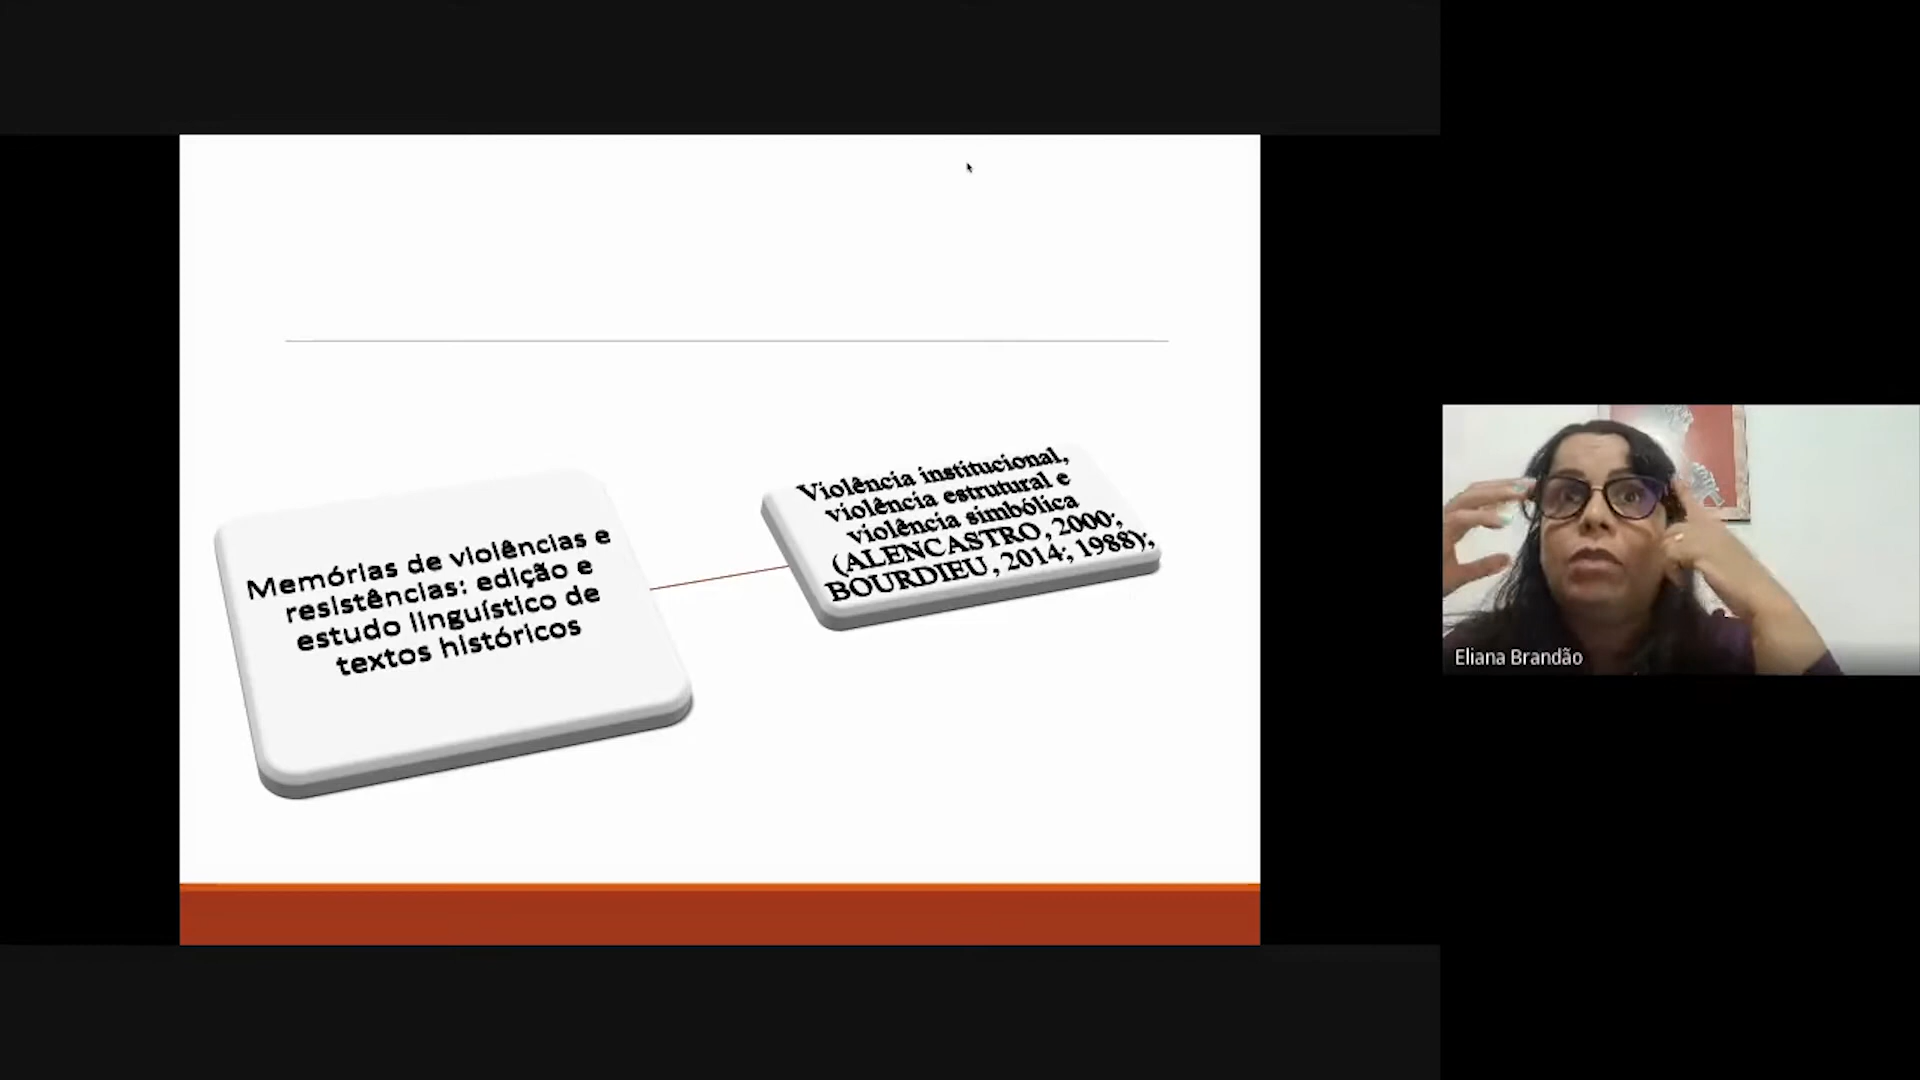 Memórias de violências e
resistências: edição e
estudo linguístico de
textos históricos
Violência institucional,
violência estrutural e
violência simbólica
(ALENCASTRO, 2000;
BOURDIEU, 2014;, 1988);
Eliana Brandão